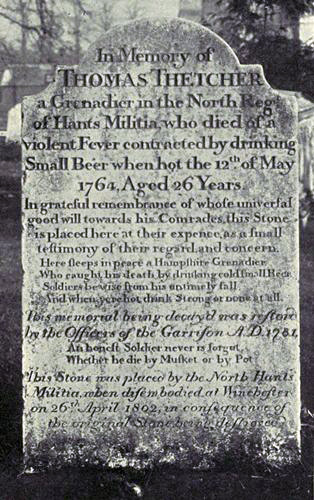 In Memory of
THOMAS THETCHER
a Grenadier in the North Reg.
of Hants Militia, who died of a
violent Fever contracted by drinking
Small Beer when hot the 12th of May
1764, Aged 26 Years.
In grateful remembrance of whose universal
good will towards his Comrades, this Stone
is placed here at their expence, as a small
testimony of their regard and concern.
Here sleeps in peace a Hampshire Grenadier,
Who caught his death by drinking cold small Beer,
Soldiers be wise from his untimely fall
And when ye're hot drink Strong or none at all.
This memorial being decay'd was restor'd
by the Officers of the Garrison A.D. 1781.
An honest Soldier never is forgot,
Whether he die by Musket or by Pot.
This Stone was placed by the North Hants
Militia, when disembodied at Winchester
on 26th April 1802, in consequence of
the original Stone being destroyed